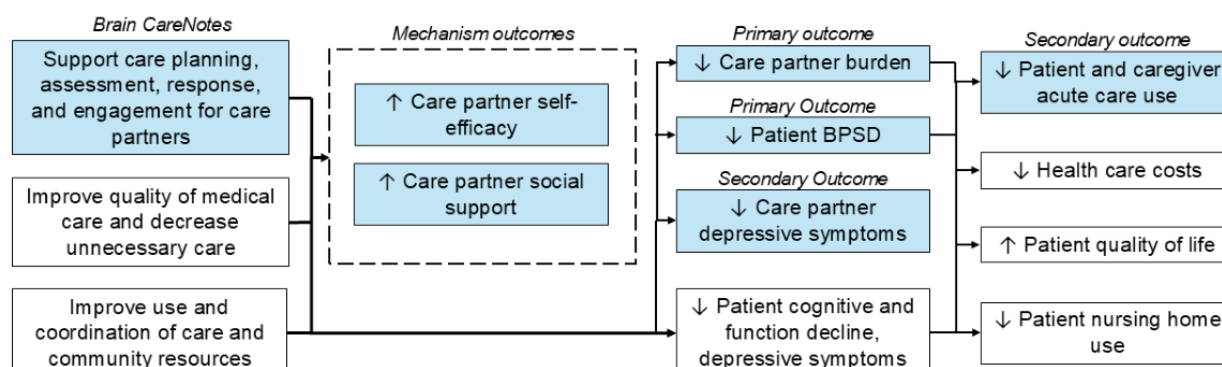 Brain CareNotes
Support care planning,
assessment, response,
and engagement for care
partners
Improve quality of medical
care and decrease
unnecessary care
Improve use and
coordination of care and
community resources
Mechanism outcomes
↑ Care partner self-
efficacy
↑ Care partner social
support
Primary outcome
↓ Care partner burden
Primary Outcome
↓ Patient BPSD
Secondary Outcome
↓ Care partner
depressive symptoms
↓ Patient cognitive and
function decline,
depressive symptoms
Secondary outcome
↓ Patient and caregiver
acute care use
↓ Health care costs
↑ Patient quality of life
↓ Patient nursing home
use